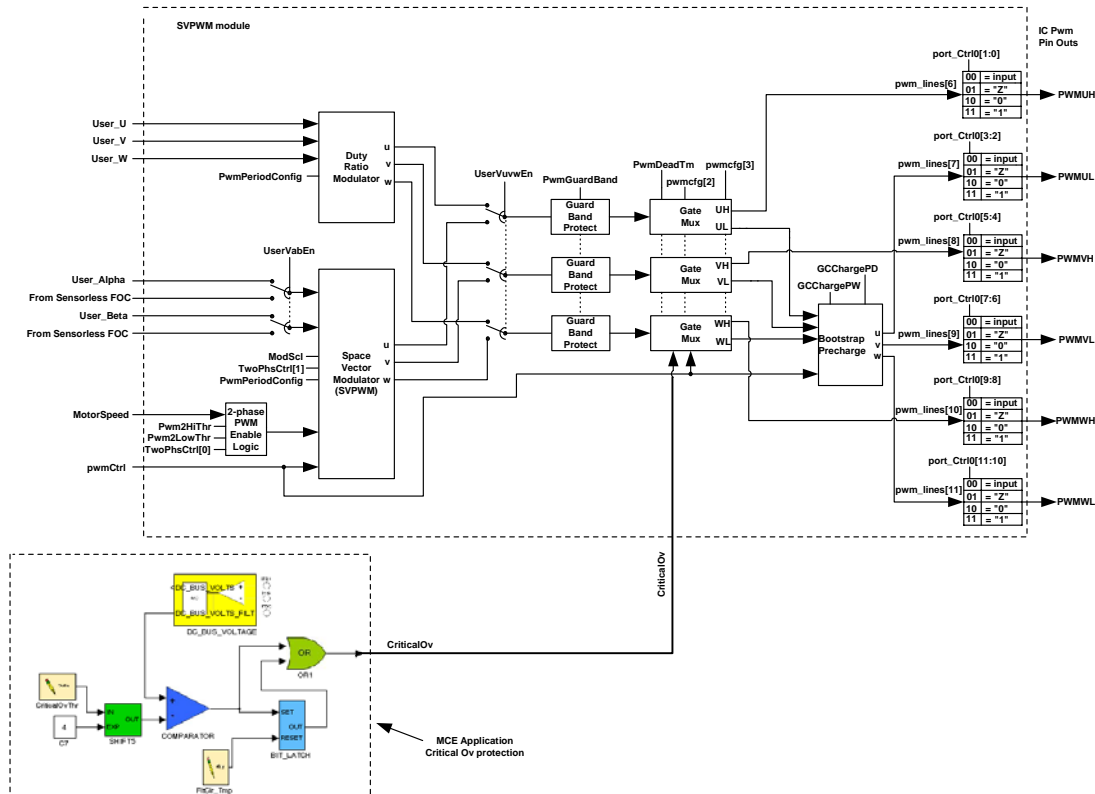 SVPWM module
IC Pwm
Pin Outs
port_Ctrl0[1:0]
pwm_lines[6]
00 = input
01 = "Z"
10 = "0"
11 = "1"
PWMUH
User_U
User_V
User_W
PwmPeriodConfig
Duty
Ratio
Modulator
u
v
w
UserVuvwEn
PwmGuardBand
PwmDeadTm
pwmcfg[3]
pwmcfg[2]
port_Ctrl0[3:2]
pwm_lines[7]
00 = input
01 = "Z"
10 = "0"
11 = "1"
PWMUL
Guard
Band
Protect
Gate
Mux
UH
UL
port_Ctrl0[5:4]
pwm_lines[8]
00 = input
01 = "Z"
10 = "0"
11 = "1"
PWMVH
UserVabEn
User_Alpha
From Sensorless FOC
User_Beta
From Sensorless FOC
Guard
Band
Protect
Gate
Mux
VH
VL
GCChargePD
GCChargePW
port_Ctrl0[7:6]
pwm_lines[9]
00 = input
01 = "Z"
10 = "0"
11 = "1"
PWMVL
Guard
Band
Protect
Gate
Mux
WH
WL
Bootstrap
Precharge
u
v
w
ModScl
TwoPhsCtrl[1]
PwmPeriodConfig
Space
Vector
Modulator
(SVPWM)
u
v
w
port_Ctrl0[9:8]
pwm_lines[10]
00 = input
01 = "Z"
10 = "0"
11 = "1"
PWMWH
MotorSpeed
Pwm2HiThr
Pwm2LowThr
TwoPhsCtrl[0]
2-phase
PWM
Enable
Logic
pwmCtrl
port_Ctrl0[11:10]
pwm_lines[11]
00 = input
01 = "Z"
10 = "0"
11 = "1"
PWMWL
CriticalOv
DC_BUS_VOLTS
DC_BUS_VOLTS_FILT
DC_BUS_VOLTAGE
OR
OR1
CriticalOv
CriticalOvThr
IN
EXP
OUT
SHIFT5
4
C7
+
-
COMPARATOR
SET
OUT
RESET
BIT_LATCH
FltClr_Tmp
MCE Application
Critical Ov protection